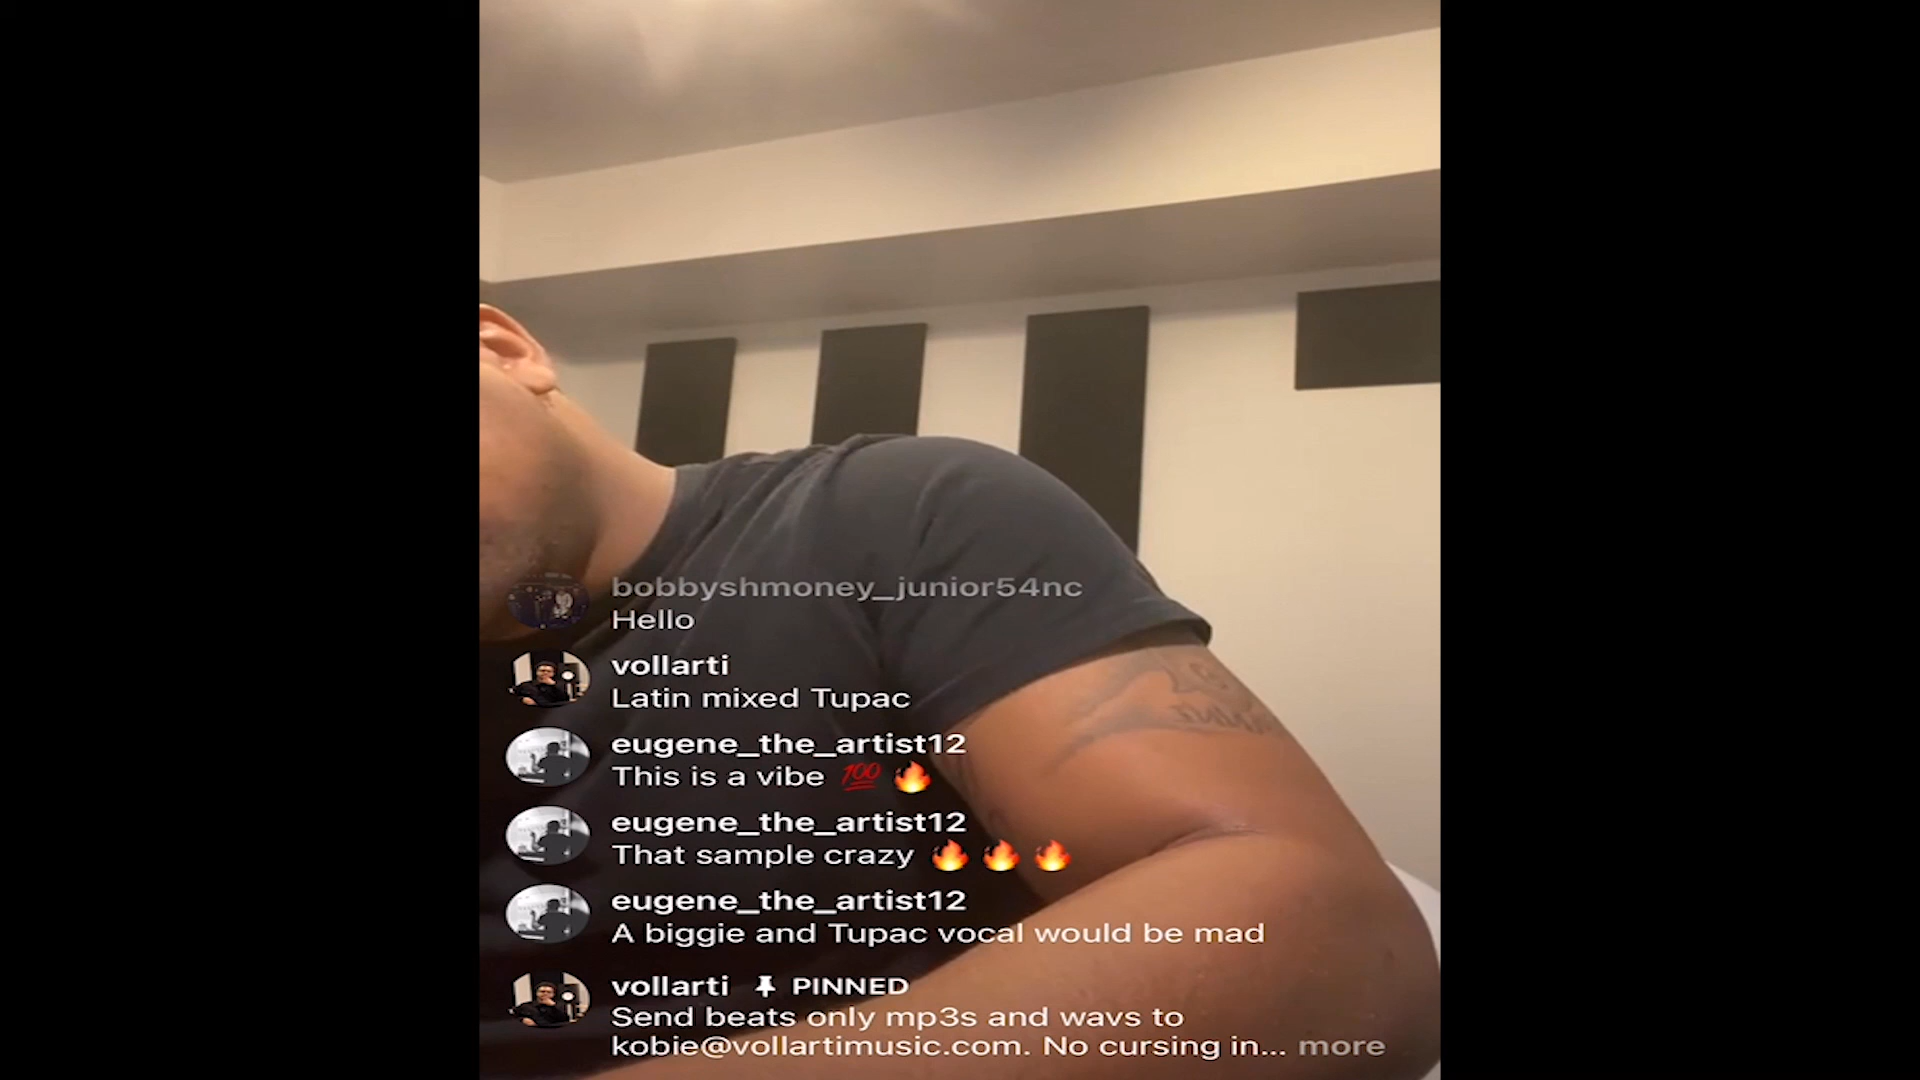 bobbyshmoney_junior54nc
Hello
vollarti
Latin mixed Tupac
eugene_the_artist12
This is a vibe 💯 🔥
eugene_the_artist12
That sample crazy 🔥 🔥 🔥
eugene_the_artist12
A biggie and Tupac vocal would be mad
vollarti 📌 PINNED
Send beats only mp3s and wavs to
kobie@vollartimusic.com. No cursing in... more